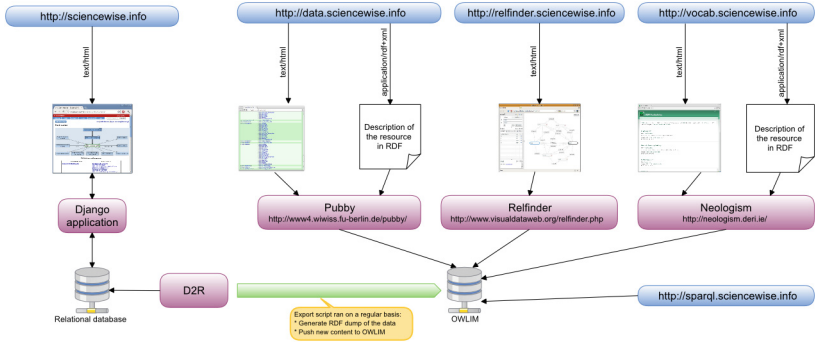 http://sciencewise.info
http://data.sciencewise.info
http://relfinder.sciencewise.info
http://vocab.sciencewise.info
text/html
text/html
application/rdf+xml
text/html
text/html
application/rdf+xml
Description of
the resource
in RDF
Description of
the resource
in RDF
Django
application
Pubby
http://www4.wiwiss.fu-berlin.de/pubby/
Relfinder
http://www.visualdataweb.org/relfinder.php
Neologism
http://neologism.deri.ie/
Relational database
D2R
Export script ran on a regular basis:
* Generate RDF dump of the data
* Push new content to OWLIM
OWLIM
http://sparql.sciencewise.info